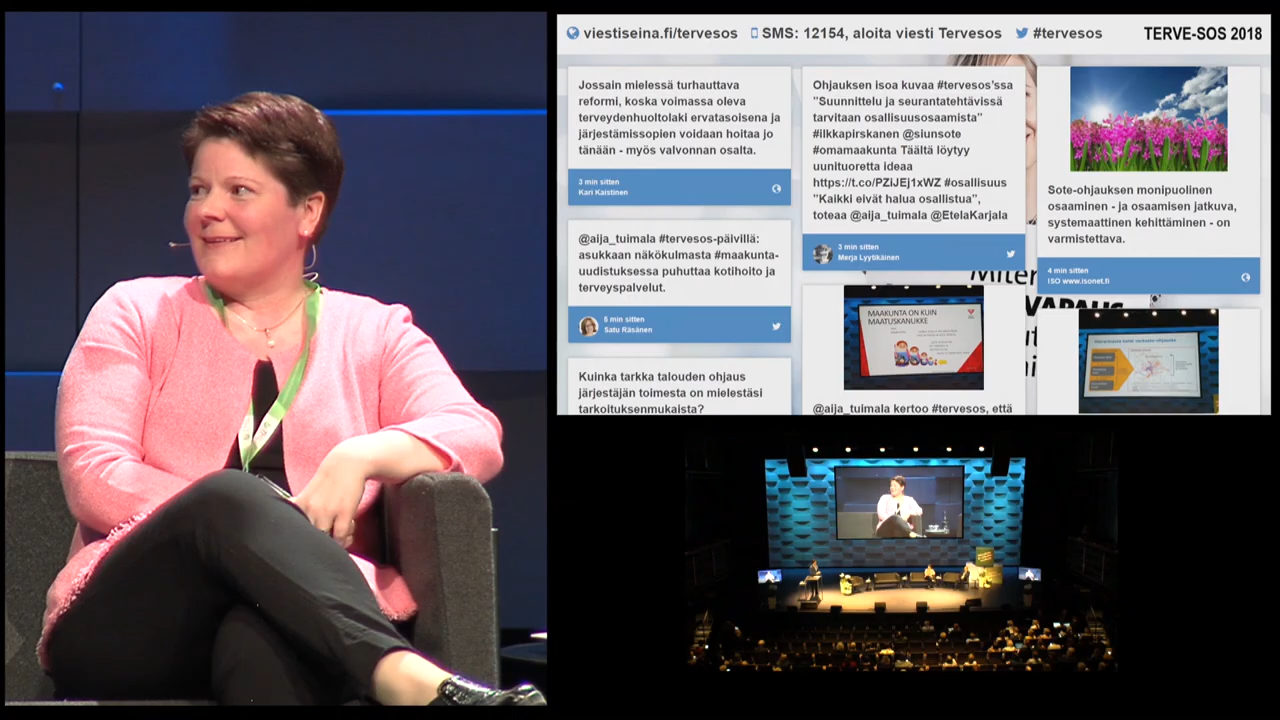 viestiseina.fi/tervesos SMS: 12154, aloita viesti Tervesos #tervesos TERVE-SOS 2018
Jossain mielessä turhauttava
reformi, koska voimassa oleva
terveydenhuoltolaki ervatasoisena ja
järjestämissopien voidaan hoitaa jo
tänään - myös valvonnan osalta.
3 min sitten
Kari Kaistinen
@aija_tuimala #tervesos-päivillä:
asukkaan näkökulmasta #maakunta-
uudistuksessa puhuttaa kotihoito ja
terveyspalvelut.
5 min sitten
Satu Räsänen
Kuinka tarkka talouden ohjaus
järjestäjän toimesta on mielestäsi
tarkoituksenmukaista?
Ohjauksen isoa kuvaa #tervesos'ssa
"Suunnittelu ja seurantatehtävissä
tarvitaan osallisuusosaamista"
#ilkkapirskanen @siunsote
#omamaakunta Täältä löytyy
uunituoretta ideaa
https://t.co/PZIJEj1xWZ #osallisuus
"Kaikki eivät halua osallistua",
toteaa @aija_tuimala @EtelaKarjala
3 min sitten
Merja Lyytikäinen
MAAKUNTA ON KUIN
MAATUSKANUKKE
@aija_tuimala kertoo #tervesos, että
Sote-ohjauksen monipuolinen
osaaminen - ja osaamisen jatkuva,
systemaattinen kehittäminen - on
varmistettava.
4 min sitten
ISO www.isonet.fi